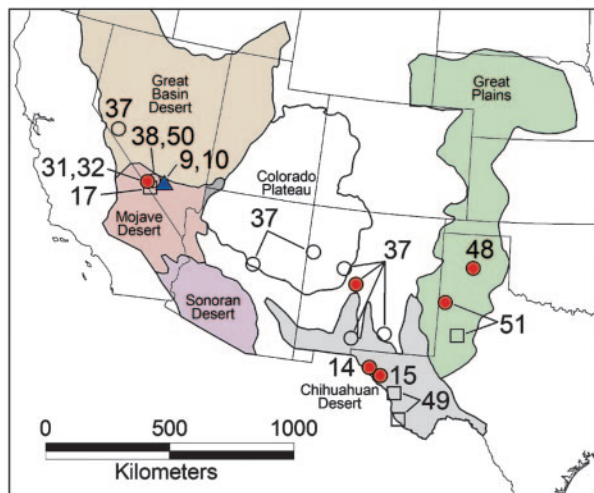 Great
Basin
Desert
Great
Plains
37
38,50
9,10
31,32
17
Colorado
Plateau
Mojave
Desert
37
37
48
Sonoran
Desert
51
14
15
Chihuahuan
Desert
49
0 500 1000
Kilometers